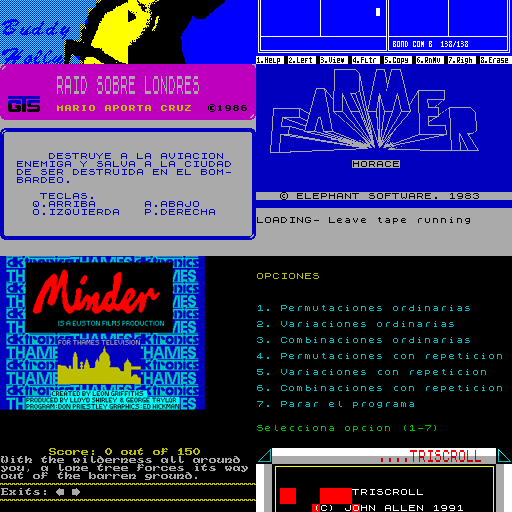 Buddy
Holly
BOND COM 8 138/138
1.Help 2.Left 3.View 4.Fltr 5.Copy 6.RnMv 7.Righ 8.Erase
RAID SOBRE LONDRES
GTS
MARIO APORTA CRUZ ©1986
DESTRUYE A LA AVIACION
ENEMIGA Y SALVA A LA CIUDAD
DE SER DESTRUIDA EN EL BOM-
BARDEO.
TECLAS.
Q.ARRIBA A.ABAJO
O.IZQUIERDA P.DERECHA
FARMER
HORACE
© ELEPHANT SOFTWARE. 1983
LOADING- Leave tape running
THAMES
Minder
IS A EUSTON FILMS PRODUCTION
FOR THAMES TELEVISION
CREATED BY LEON GRIFFITHS
PRODUCED BY LLOYD SHIRLEY & GEORGE TAYLOR
PROGRAM: DON PRIESTLEY GRAPHICS: ED HICKMAN
OPCIONES
1. Permutaciones ordinarias
2. Variaciones ordinarias
3. Combinaciones ordinarias
4. Permutaciones con repeticion
5. Variaciones con repeticion
6. Combinaciones con repeticion
7. Parar el programa
Selecciona opcion (1-7)
Score: 0 out of 150
With the wilderness all around
you, a lone tree forces its way
out of the barren ground.
Exits:
....TRISCROLL
TRISCROLL
(C) JOHN ALLEN 1991